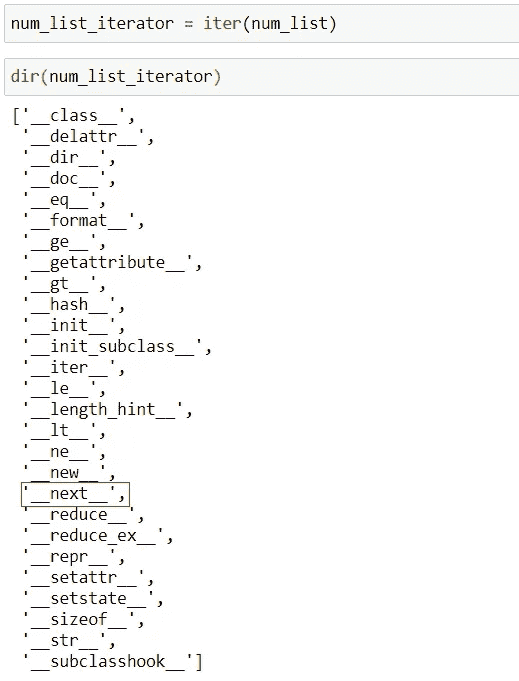 num_list_iterator = iter(num_list)
dir(num_list_iterator)
['__class__',
'__delattr__',
'__dir__',
'__doc__',
'__eq__',
'__format__',
'__ge__',
'__getattribute__',
'__gt__',
'__hash__',
'__init__',
'__init_subclass__',
'__iter__',
'__le__',
'__length_hint__',
'__lt__',
'__ne__',
'__new__',
'__next__',
'__reduce__',
'__reduce_ex__',
'__repr__',
'__setattr__',
'__setstate__',
'__sizeof__',
'__str__',
'__subclasshook__']